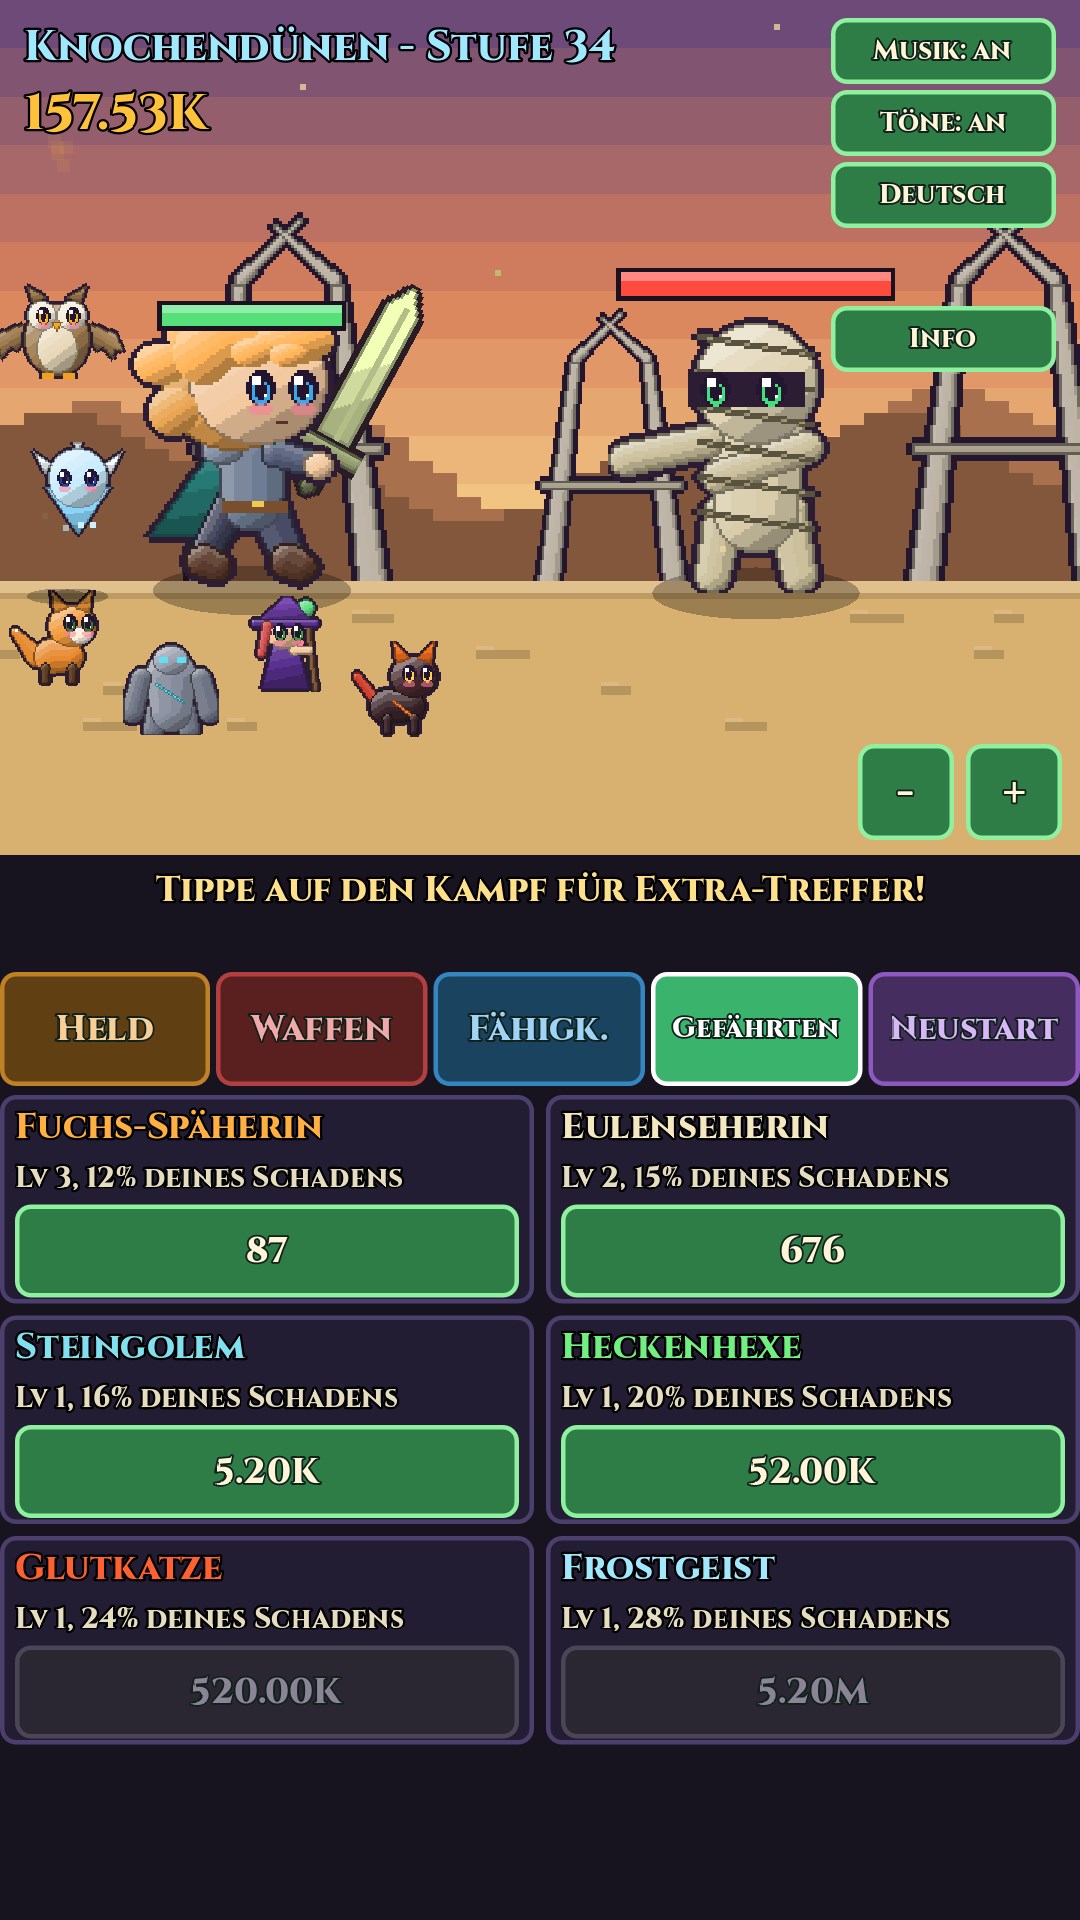 Knochendünen - Stufe 34
157.53K
Musik: an
Töne: an
Deutsch
Info
- +
Tippe auf den Kampf für Extra-Treffer!
Held Waffen Fähigk. Gefährten Neustart
Fuchs-Späherin
Lv 3, 12% deines Schadens
87
Eulenseherin
Lv 2, 15% deines Schadens
676
Steingolem
Lv 1, 16% deines Schadens
5.20K
Heckenhexe
Lv 1, 20% deines Schadens
52.00K
Glutkatze
Lv 1, 24% deines Schadens
520.00K
Frostgeist
Lv 1, 28% deines Schadens
5.20M